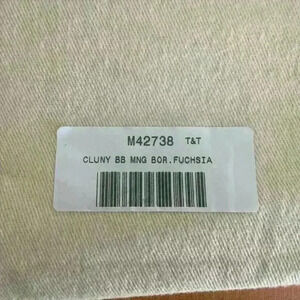 M42738 T&T
CLUNY BB MNG BOR.FUCHSIA